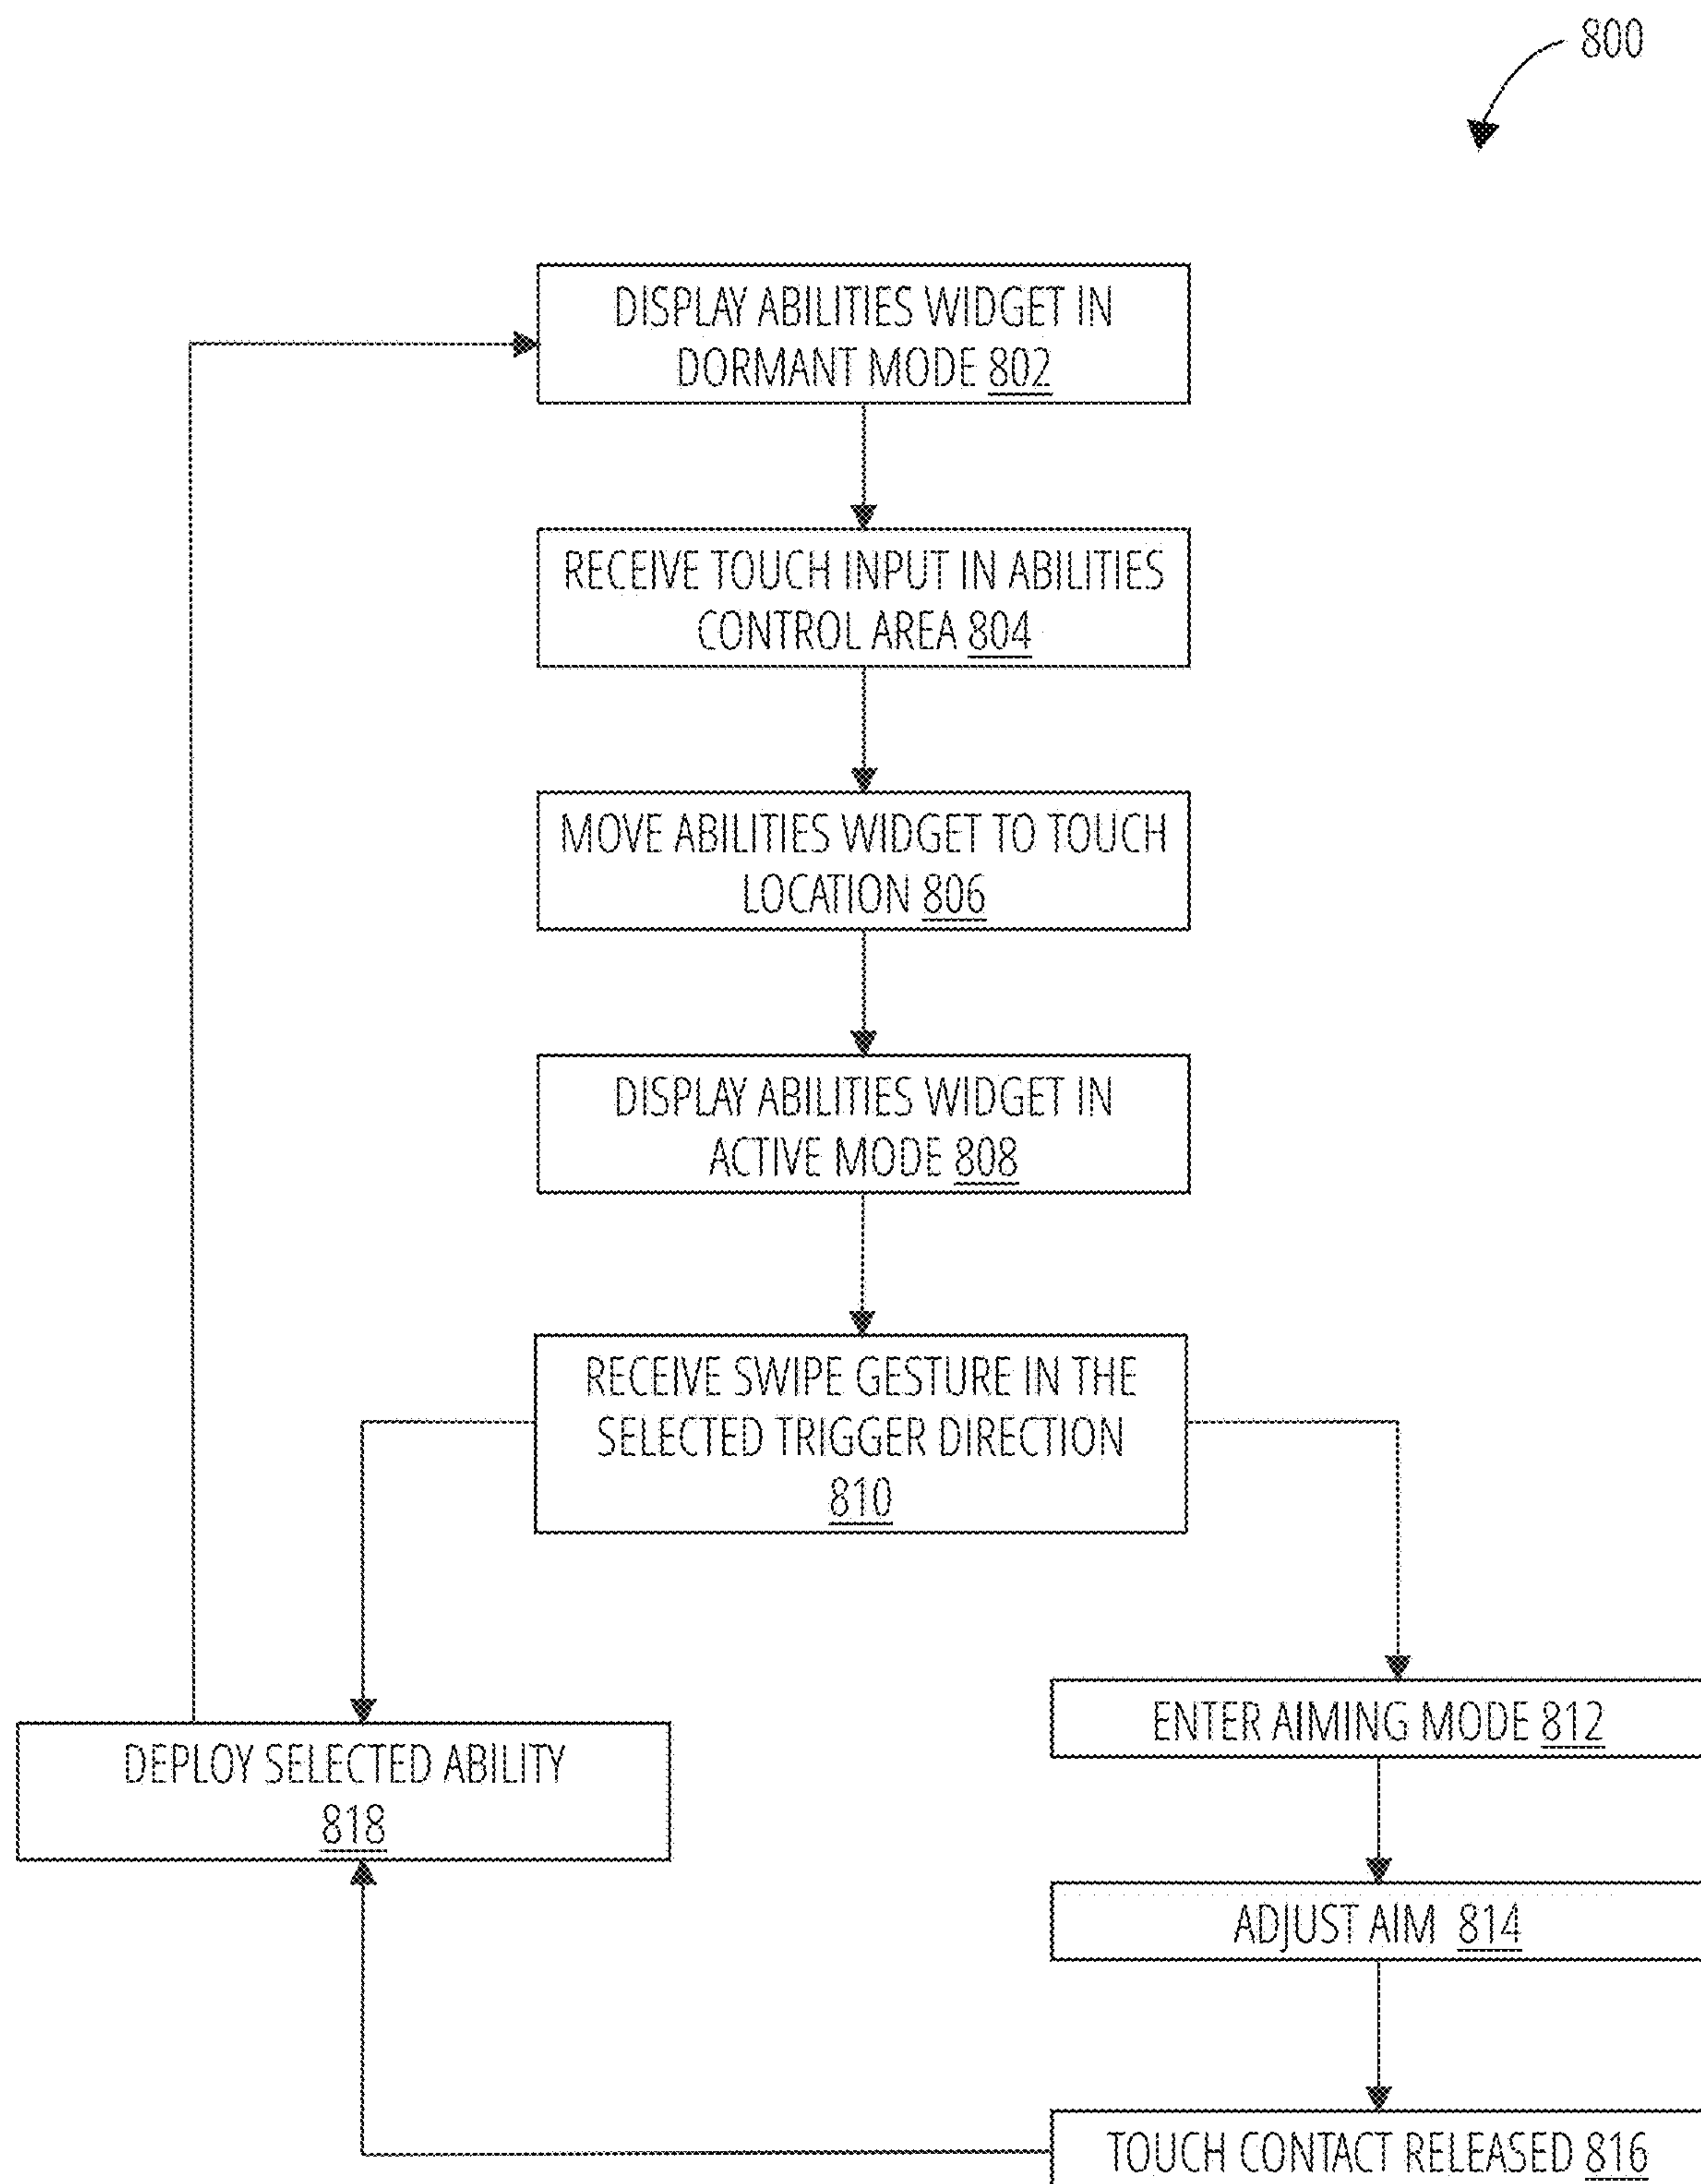 800
DISPLAY ABILITIES WIDGET IN
DORMANT MODE 802
RECEIVE TOUCH INPUT IN ABILITIES
CONTROL AREA 804
MOVE ABILITIES WIDGET TO TOUCH
LOCATION 806
DISPLAY ABILITIES WIDGET IN
ACTIVE MODE 808
RECEIVE SWIPE GESTURE IN THE
SELECTED TRIGGER DIRECTION
810
ENTER AIMING MODE 812
DEPLOY SELECTED ABILITY
818
ADJUST AIM 814
TOUCH CONTACT RELEASED 816